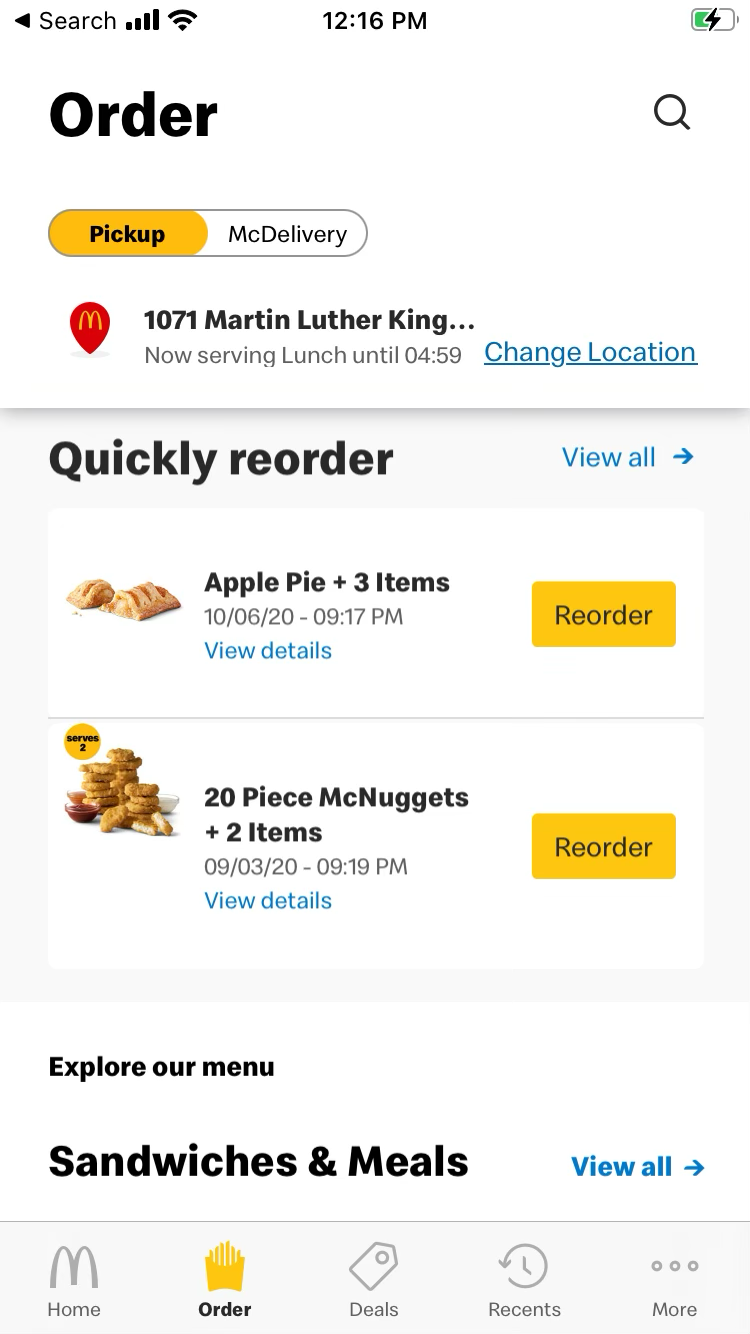 Search
12:16 PM
Order
Pickup
McDelivery
1071 Martin Luther King...
Now serving Lunch until 04:59
Change Location
Quickly reorder
View all
Apple Pie + 3 Items
10/06/20 - 09:17 PM
View details
Reorder
serves
2
20 Piece McNuggets
+ 2 Items
09/03/20 - 09:19 PM
View details
Reorder
Explore our menu
Sandwiches & Meals
View all
Home
Order
Deals
Recents
More